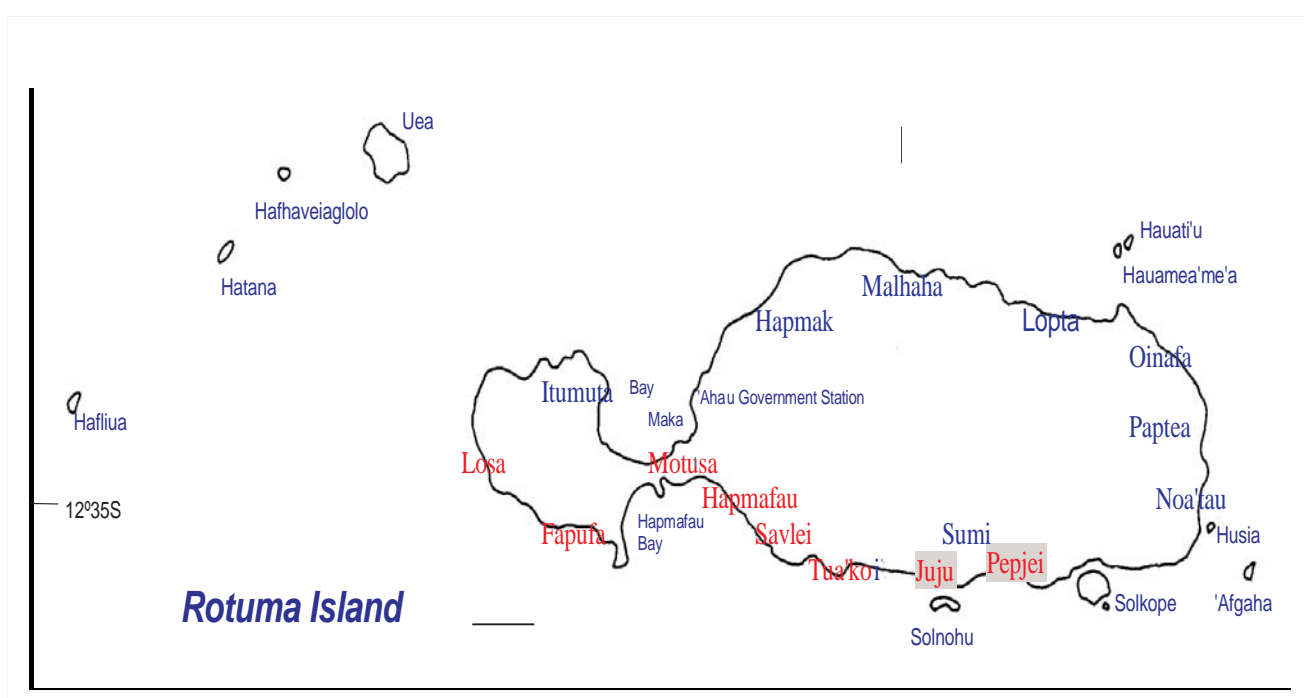 Uea
Hafhaveiaglolo
Hauati'u
Hatana
Hauamea'me'a
Malhaha
Hapmak
Lopta
Oinafa
Itumuta
Bay
'Ahau Government Station
Maka
Hafliua
Paptea
Losa
Motusa
Hapmafau
Noa'tau
12ºƒ35S
Hapmafau
Bay
Fapufa
Savlei
Sumi
Husia
Tua'koi
Juju
Pepjei
Rotuma Island
Solkope
'Afgaha
Solnohu